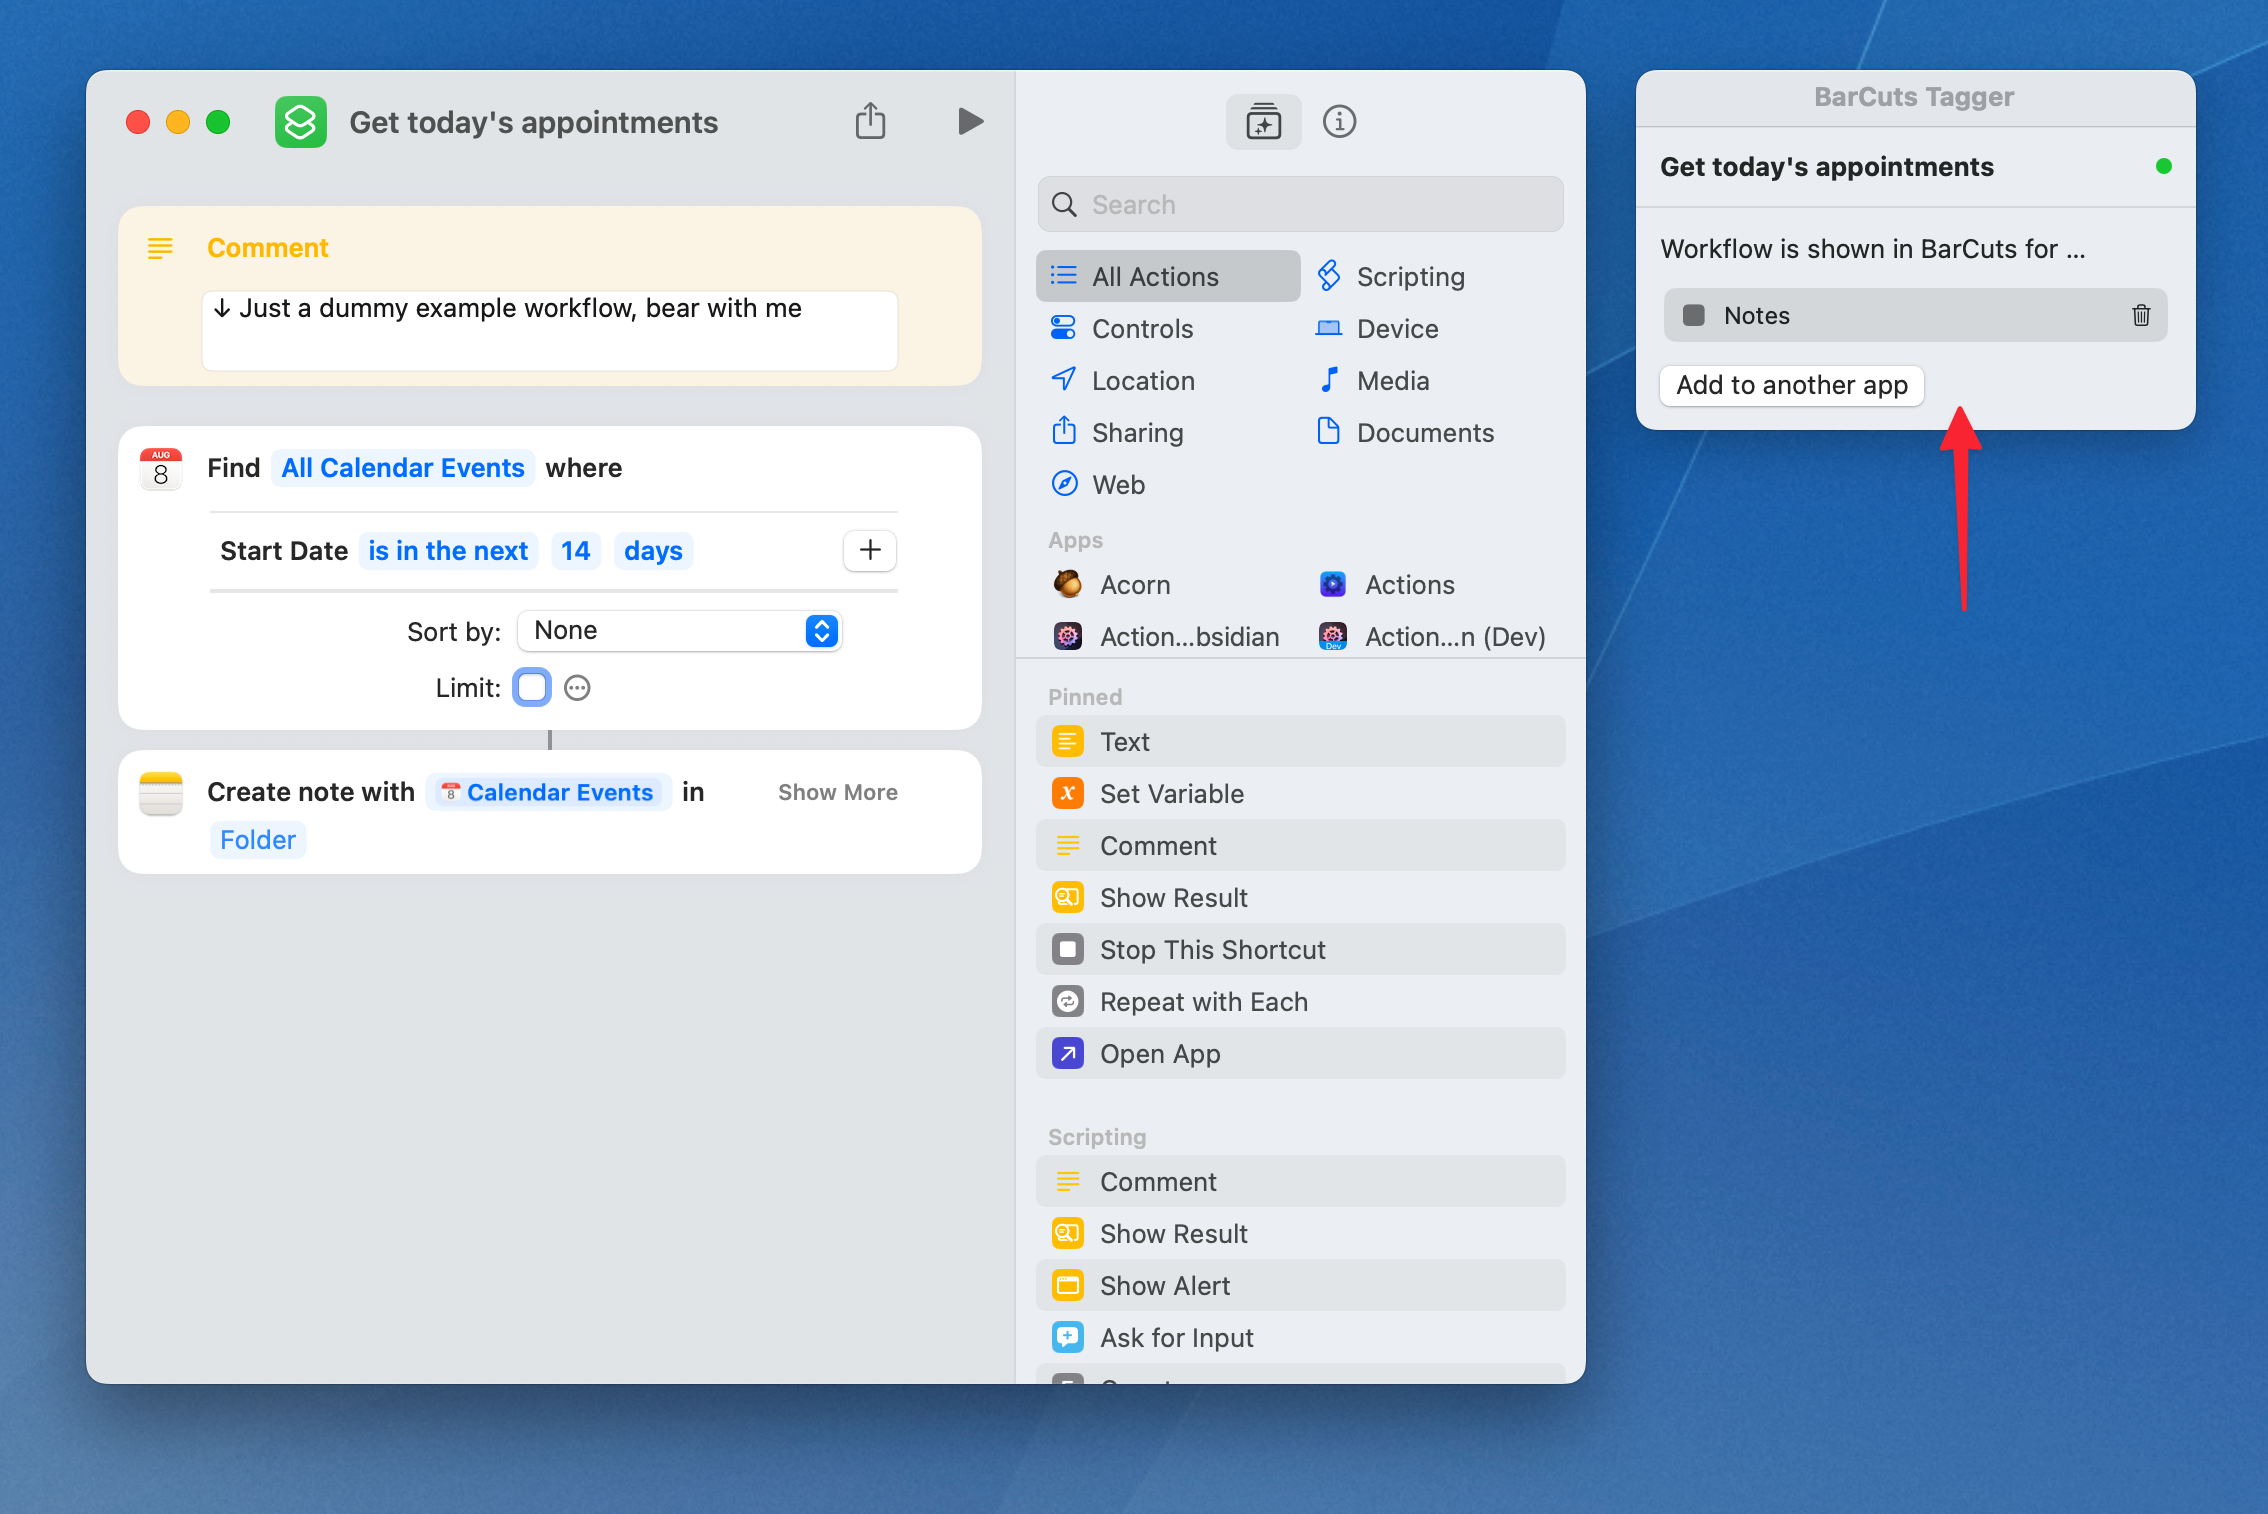 Get today's appointments
Comment
↓ Just a dummy example workflow, bear with me
AUG
8
Find All Calendar Events where
Start Date is in the next 14 days
Sort by: None
Limit:
Create note with 8 Calendar Events in
Show More
Folder
Search
All Actions
Scripting
Controls
Device
Location
Media
Sharing
Documents
Web
Apps
Acorn
Actions
Action...bsidian
Action...n (Dev)
Dev
Pinned
Text
x Set Variable
Comment
Show Result
Stop This Shortcut
Repeat with Each
Open App
Scripting
Comment
Show Result
Show Alert
Ask for Input
BarCuts Tagger
Get today's appointments
Workflow is shown in BarCuts for ...
Notes
Add to another app